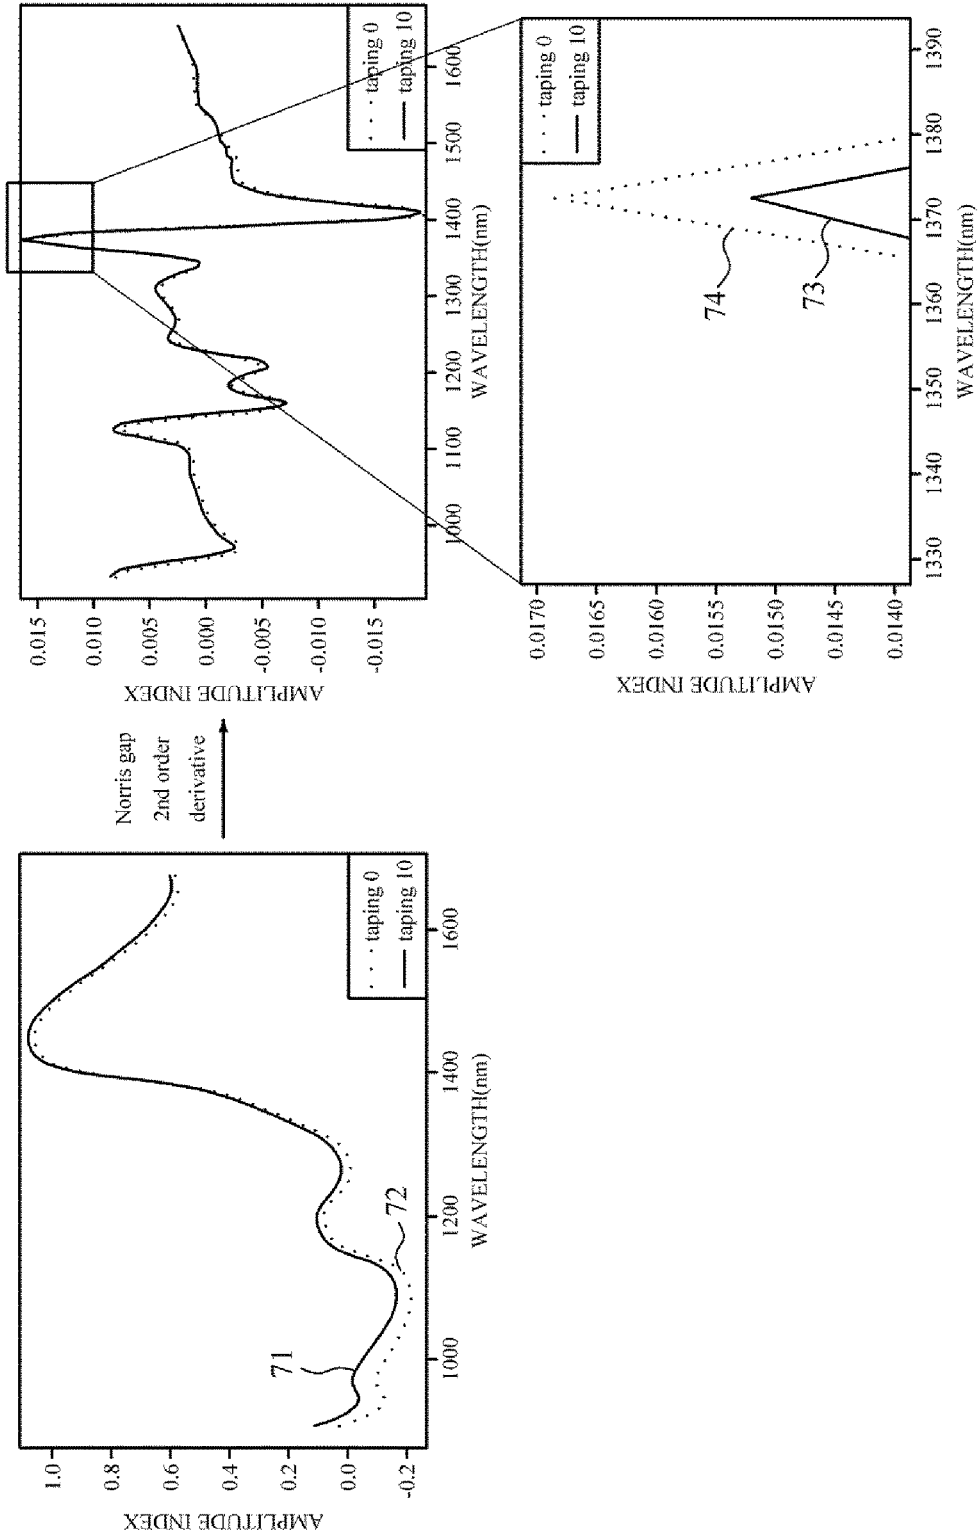 1.0
0.8
0.6
0.4
0.2
0.0
-0.2
AMPLITUDE INDEX
1000
1200
1400
1600
WAVELENGTH(nm)
71
72
taping 0
taping 10
Norris gap
2nd order
derivative
0.015
0.010
0.005
0.000
-0.005
-0.010
-0.015
AMPLITUDE INDEX
1000
1100
1200
1300
1400
1500
1600
WAVELENGTH(nm)
taping 0
taping 10
0.0170
0.0165
0.0160
0.0155
0.0150
0.0145
0.0140
AMPLITUDE INDEX
1330
1340
1350
1360
1370
1380
1390
WAVELENGTH(nm)
74
73
taping 0
taping 10